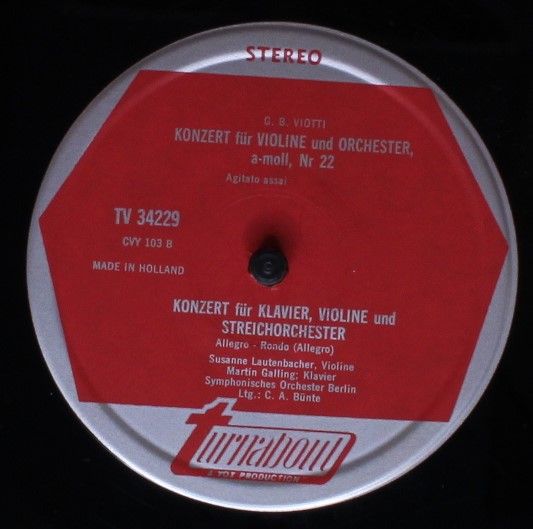 STEREO
G. B. VIOTTI
KONZERT für VIOLINE und ORCHESTER,
a-moll, Nr 22
Agitato assai
TV 34229
CVY 103 B
MADE IN HOLLAND
KONZERT für KLAVIER, VIOLINE und
STREICHORCHESTER
Allegro - Rondo (Allegro)
Susanne Lautenbacher, Violine
Martin Galling; Klavier
Symphonisches Orchester Berlin
Ltg.: C. A. Bünte
turnabout
A VOX PRODUCTION